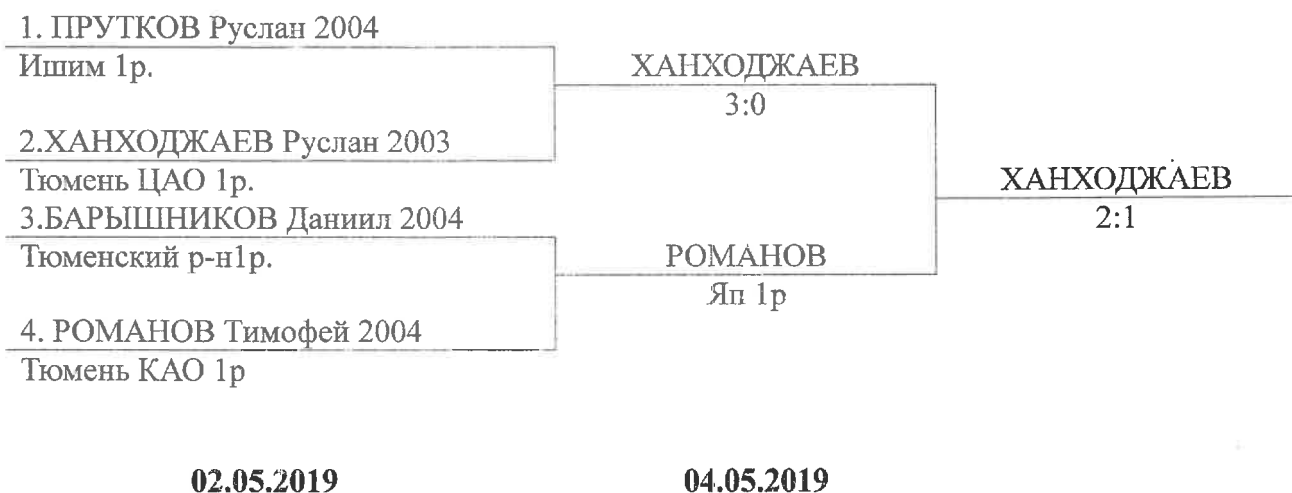 1. ПРУТКОВ Руслан 2004
Ишим 1р.
2.ХАНХОДЖАЕВ Руслан 2003
Тюмень ЦАО 1р.
3.БАРЫШНИКОВ Даниил 2004
Тюменский р-н1р.
4. РОМАНОВ Тимофей 2004
Тюмень КАО 1р
ХАНХОДЖАЕВ
3:0
РОМАНОВ
Яп 1р
ХАНХОДЖАЕВ
2:1
02.05.2019
04.05.2019